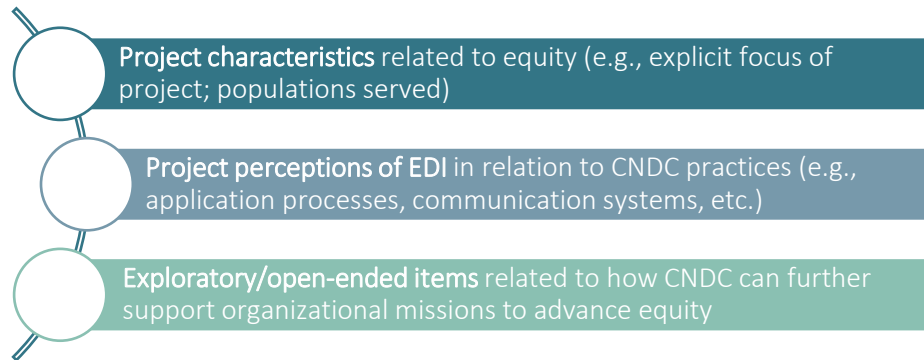 Project characteristics related to equity (e.g., explicit focus of
project; populations served)
Project perceptions of EDI in relation to CNDC practices (e.g.,
application processes, communication systems, etc.)
Exploratory/open-ended items related to how CNDC can further
support organizational missions to advance equity